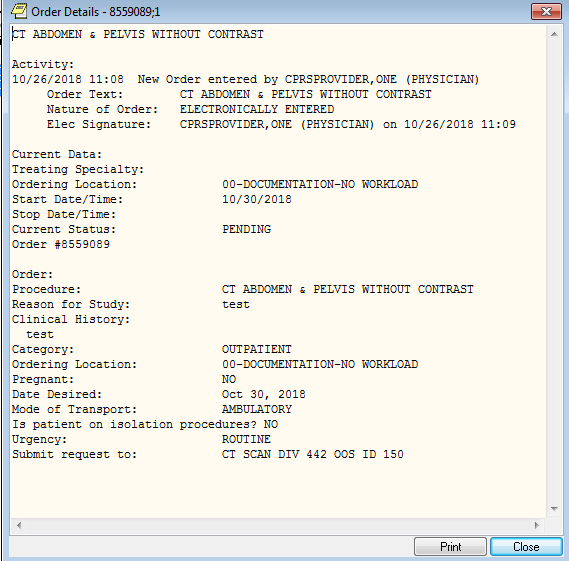 Order Details - 8559089;1
CT ABDOMEN & PELVIS WITHOUT CONTRAST
Activity:
10/26/2018 11:08  New Order entered by CPRSPROVIDER,ONE (PHYSICIAN)
     Order Text:        CT ABDOMEN & PELVIS WITHOUT CONTRAST
     Nature of Order:   ELECTRONICALLY ENTERED
     Elec Signature:    CPRSPROVIDER,ONE (PHYSICIAN) on 10/26/2018 11:09
Current Data:
Treating Specialty:
Ordering Location:            00-DOCUMENTATION-NO WORKLOAD
Start Date/Time:              10/30/2018
Stop Date/Time:
Current Status:               PENDING
Order #8559089
Order:
Procedure:                    CT ABDOMEN & PELVIS WITHOUT CONTRAST
Reason for Study:             test
Clinical History:
  test
Category:                     OUTPATIENT
Ordering Location:            00-DOCUMENTATION-NO WORKLOAD
Pregnant:                     NO
Date Desired:                 Oct 30, 2018
Mode of Transport:            AMBULATORY
Is patient on isolation procedures? NO
Urgency:                      ROUTINE
Submit request to:            CT SCAN DIV 442 OOS ID 150
Print Close